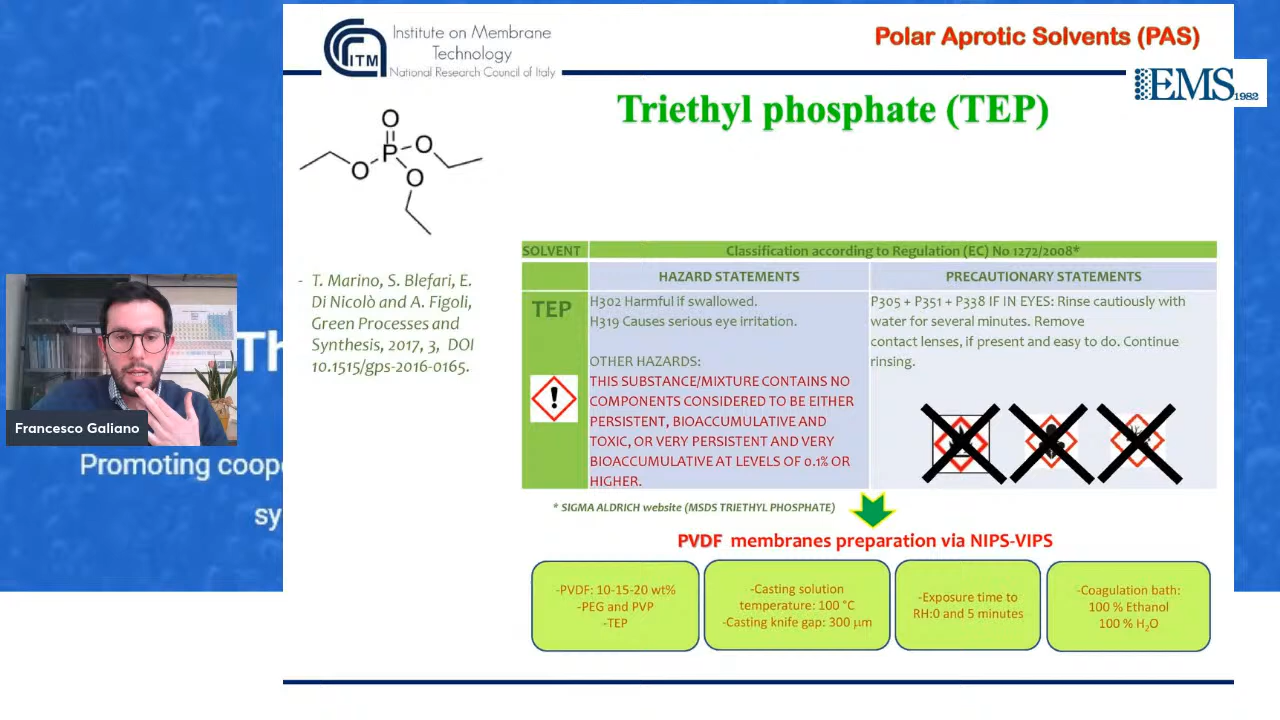 ITM
Institute on Membrane
Technology
National Research Council of Italy
Polar Aprotic Solvents (PAS)
EMS 1982
Triethyl phosphate (TEP)
O
P
O
O
O
- T. Marino, S. Blefari, E.
Di Nicolò and A. Figoli,
Green Processes and
Synthesis, 2017, 3, DOI
10.1515/gps-2016-0165.
SOLVENT
Classification according to Regulation (EC) No 1272/2008*
HAZARD STATEMENTS
PRECAUTIONARY STATEMENTS
TEP
H302 Harmful if swallowed.
H319 Causes serious eye irritation.
OTHER HAZARDS:
THIS SUBSTANCE/MIXTURE CONTAINS NO
COMPONENTS CONSIDERED TO BE EITHER
PERSISTENT, BIOACCUMULATIVE AND
TOXIC, OR VERY PERSISTENT AND VERY
BIOACCUMULATIVE AT LEVELS OF 0.1% OR
HIGHER.
P305 + P351 + P338 IF IN EYES: Rinse cautiously with
water for several minutes. Remove
contact lenses, if present and easy to do. Continue
rinsing.
* SIGMA ALDRICH website (MSDS TRIETHYL PHOSPHATE)
PVDF membranes preparation via NIPS-VIPS
-PVDF: 10-15-20 wt%
-PEG and PVP
-TEP
-Casting solution
temperature: 100 °C
-Casting knife gap: 300 μm
-Exposure time to
RH:0 and 5 minutes
-Coagulation bath:
100 % Ethanol
100 % H₂O
Th
Francesco Galiano
Promoting coop
sy